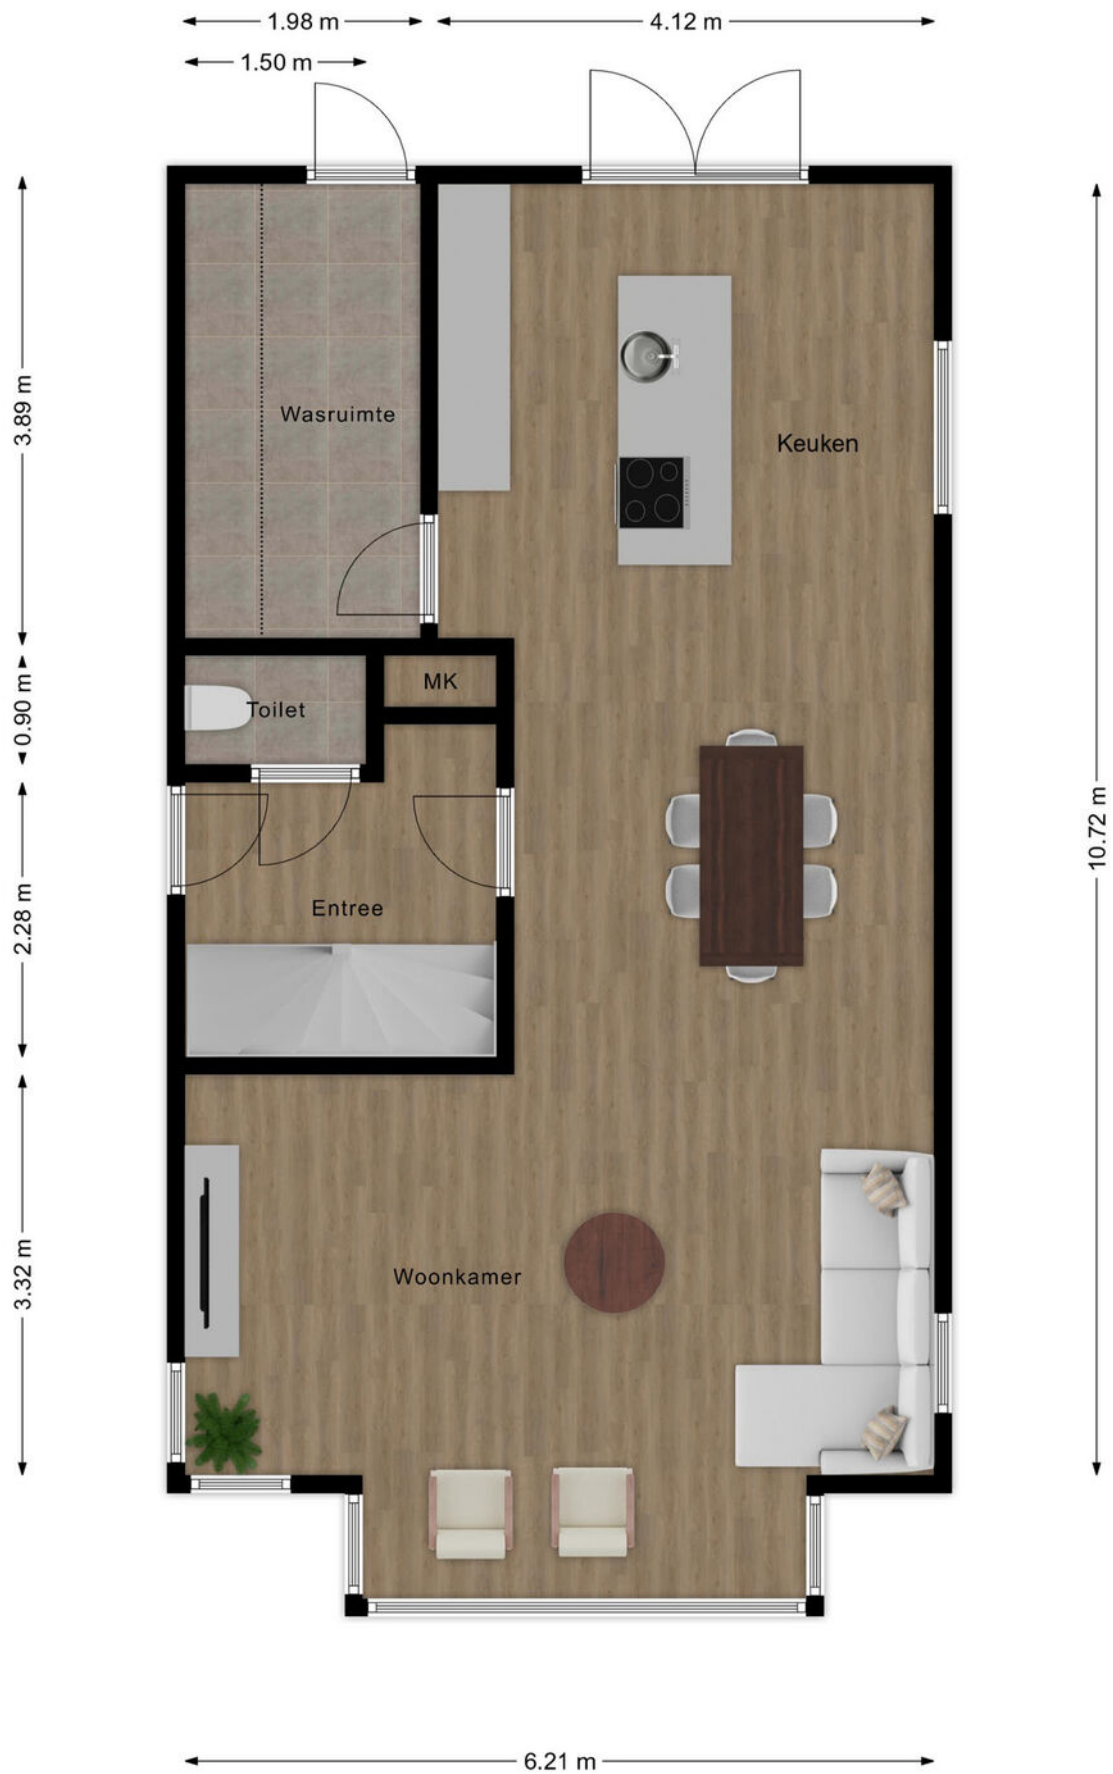 1.98 m
4.12 m
1.50 m
3.89 m
Wasruimte
Keuken
MK
0.90 m
Toilet
10.72 m
2.28 m
Entree
3.32 m
Woonkamer
6.21 m